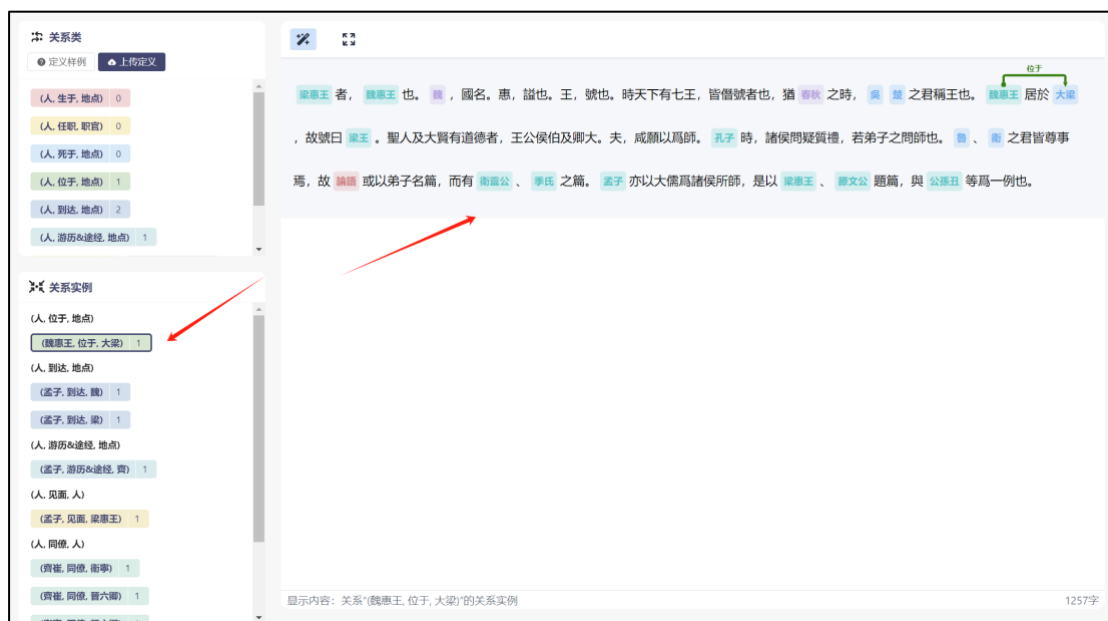 关系类
定义样例 上传定义
(人, 生于, 地点) 0
(人, 任职, 职官) 0
(人, 死于, 地点) 0
(人, 位于, 地点) 1
(人, 到达, 地点) 2
(人, 游历&途经, 地点) 1
关系实例
(人, 位于, 地点)
(魏惠王, 位于, 大梁) 1
(人, 到达, 地点)
(孟子, 到达, 魏) 1
(孟子, 到达, 梁) 1
(人, 游历&途经, 地点)
(孟子, 游历&途经, 齊) 1
(人, 见面, 人)
(孟子, 见面, 梁惠王) 1
(人, 同僚, 人)
(齊崔, 同僚, 衛寧) 1
(齊崔, 同僚, 晉六卿) 1
位于
梁惠王 者, 魏惠王 也。 魏 , 國名。惠, 謚也。王, 號也。時天下有七王, 皆僭號者也, 猶 春秋 之時, 吳 楚 之君稱王也。 魏惠王 居於 大梁
, 故號曰 梁王 。聖人及大賢有道德者, 王公侯伯及卿大。夫, 咸願以爲師。 孔子 時, 諸侯問疑質禮, 若弟子之問師也。 魯 、 衛 之君皆尊事
焉, 故 論語 或以弟子名篇, 而有 衛靈公 、 季氏 之篇。 孟子 亦以大儒爲諸侯所師, 是以 梁惠王 、 滕文公 題篇, 與 公孫丑 等爲一例也。
显示内容: 关系"(魏惠王, 位于, 大梁)"的关系实例
1257字